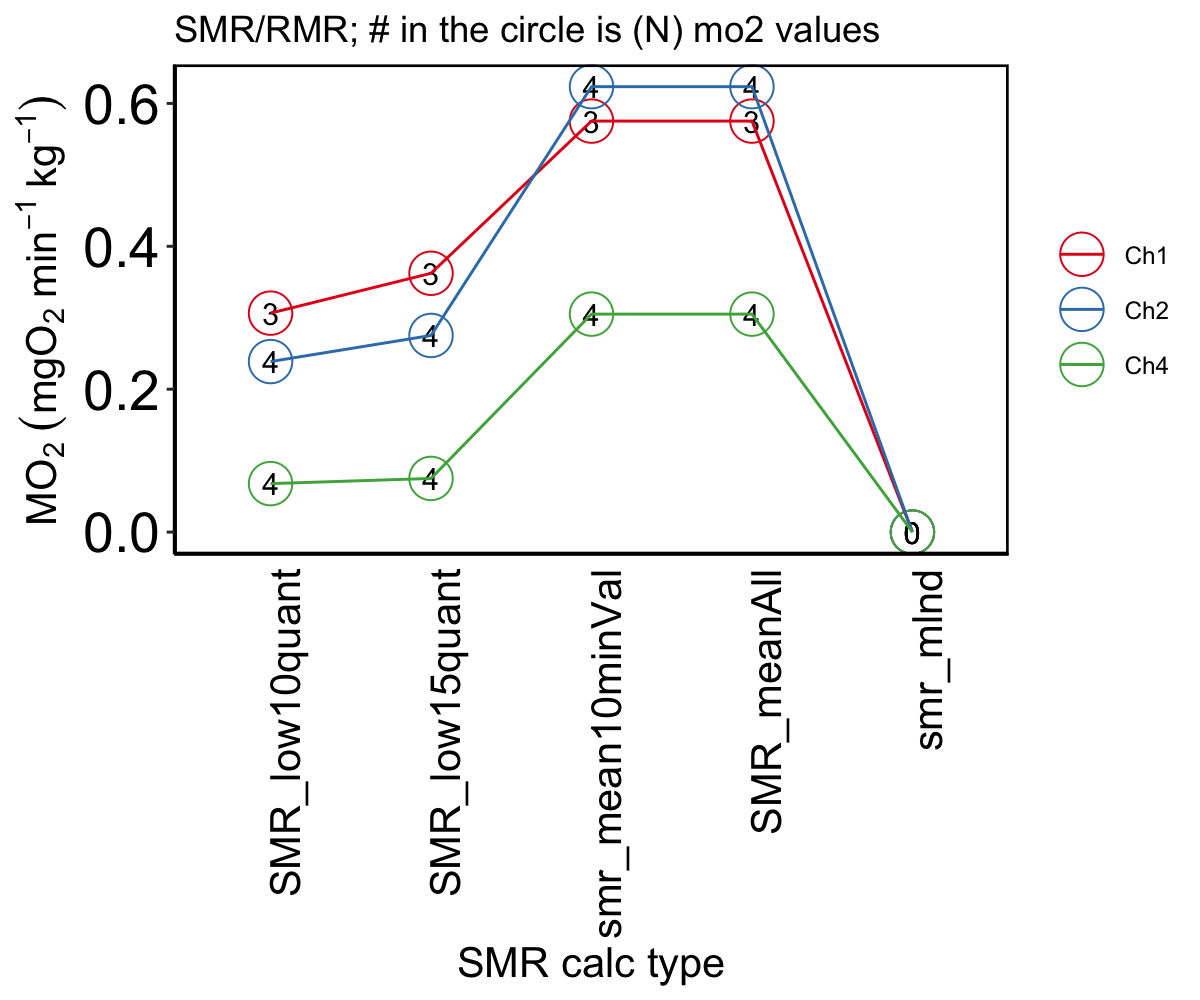 SMR/RMR; # in the circle is (N) mo2 values
MO₂ (mgO₂ min⁻¹ kg⁻¹)
0.6
0.4
0.2
0.0
4
4
3
3
3
3
4
4
4
4
4
4
0
SMR_low10quant
SMR_low15quant
smr_mean10minVal
SMR_meanAll
smr_mlnd
SMR calc type
Ch1
Ch2
Ch4